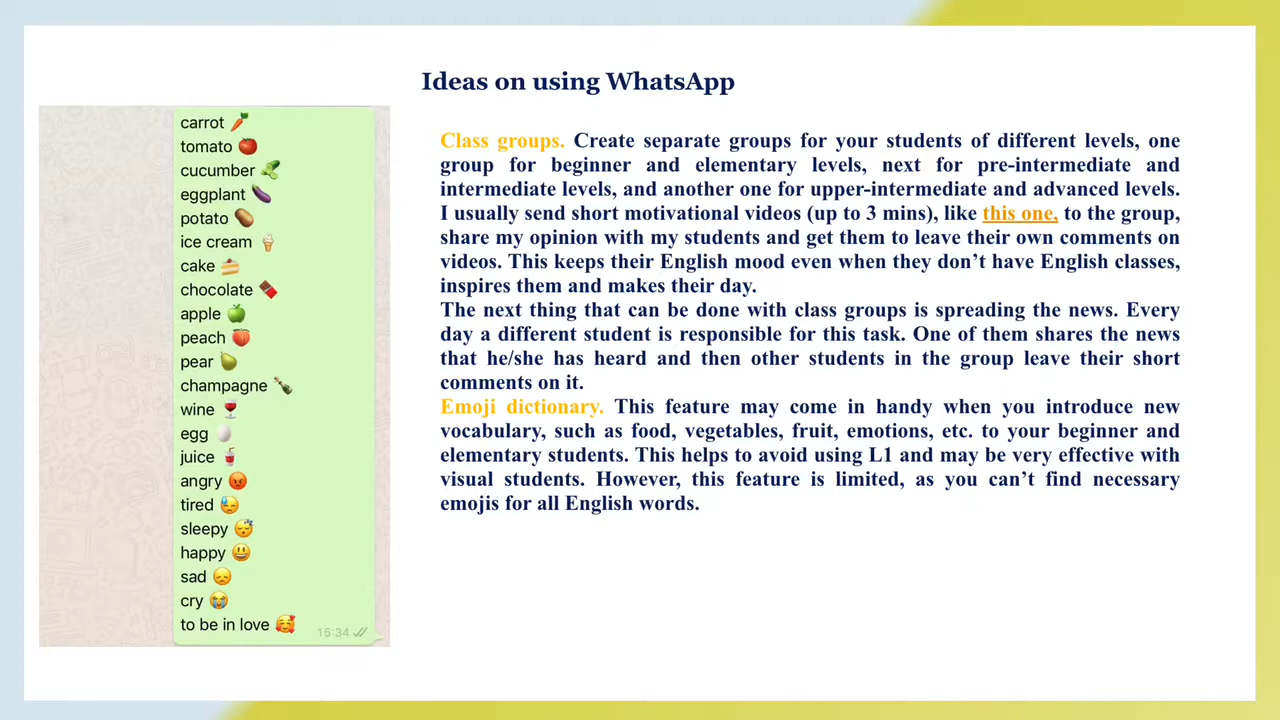 Ideas on using WhatsApp
carrot 🥕
tomato 🍅
cucumber 🥒
eggplant 🍆
potato 🥔
ice cream 🍦
cake 🍰
chocolate 🍫
apple 🍏
peach 🍑
pear 🍐
champagne 🍾
wine 🍷
egg 🥚
juice 🥤
angry 😡
tired 😓
sleepy 😴
happy 😃
sad 😞
cry 😭
to be in love 🥰
15:34
Class groups. Create separate groups for your students of different levels, one
group for beginner and elementary levels, next for pre-intermediate and
intermediate levels, and another one for upper-intermediate and advanced levels.
I usually send short motivational videos (up to 3 mins), like this one, to the group,
share my opinion with my students and get them to leave their own comments on
videos. This keeps their English mood even when they don’t have English classes,
inspires them and makes their day.
The next thing that can be done with class groups is spreading the news. Every
day a different student is responsible for this task. One of them shares the news
that he/she has heard and then other students in the group leave their short
comments on it.
Emoji dictionary. This feature may come in handy when you introduce new
vocabulary, such as food, vegetables, fruit, emotions, etc. to your beginner and
elementary students. This helps to avoid using L1 and may be very effective with
visual students. However, this feature is limited, as you can’t find necessary
emojis for all English words.